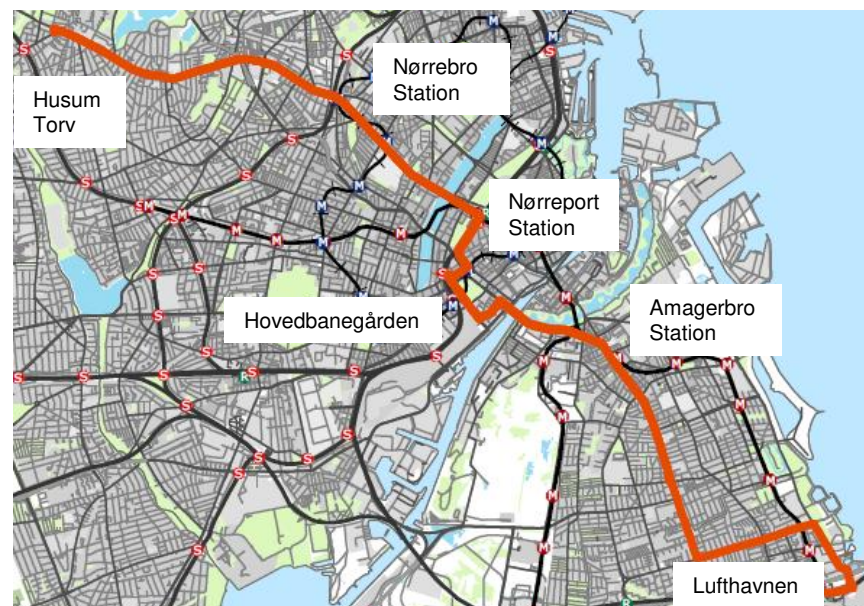 Nørrebro
Station
Husum
Torv
Nørreport
Station
Hovedbanegården
Amagerbro
Station
Lufthavnen